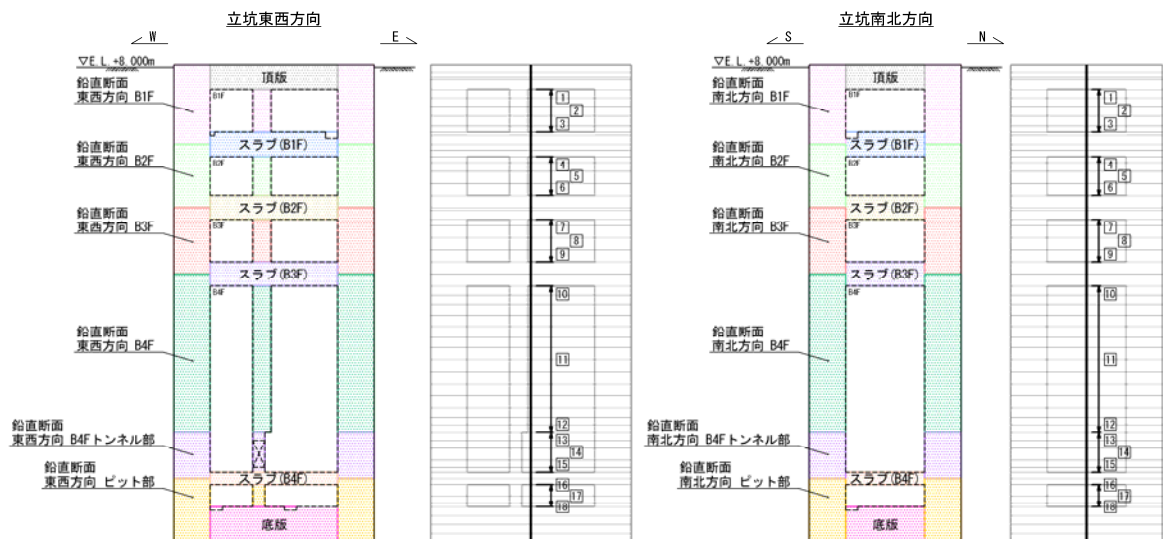 立坑東西方向
W
E
▽E.L.+8.000m
頂版
鉛直断面
東西方向 B1F
B1F
スラブ(B1F)
鉛直断面
東西方向 B2F
B2F
スラブ(B2F)
鉛直断面
東西方向 B3F
B3F
スラブ(B3F)
B4F
鉛直断面
東西方向 B4F
鉛直断面
東西方向 B4Fトンネル部
鉛直断面
東西方向 ピット部
スラブ(B4F)
底版
1
2
3
4
5
6
7
8
9
10
11
12
13
14
15
16
17
18
立坑南北方向
S
N
▽E.L.+8.000m
頂版
鉛直断面
南北方向 B1F
B1F
スラブ(B1F)
鉛直断面
南北方向 B2F
B2F
スラブ(B2F)
鉛直断面
南北方向 B3F
B3F
スラブ(B3F)
B4F
鉛直断面
南北方向 B4F
鉛直断面
南北方向 B4Fトンネル部
鉛直断面
南北方向 ピット部
スラブ(B4F)
底版
1
2
3
4
5
6
7
8
9
10
11
12
13
14
15
16
17
18